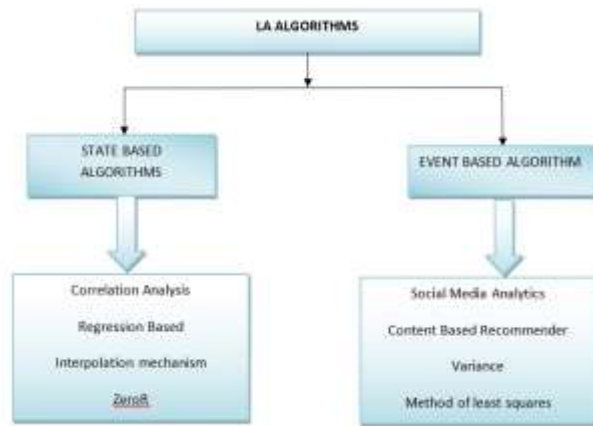 LA ALGORITHMS
STATE BASED
ALGORITHMS
EVENT BASED ALGORITHM
Correlation Analysis
Regression Based
Interpolation mechanism
ZeroR
Social Media Analytics
Content Based Recommender
Variance
Method of least squares